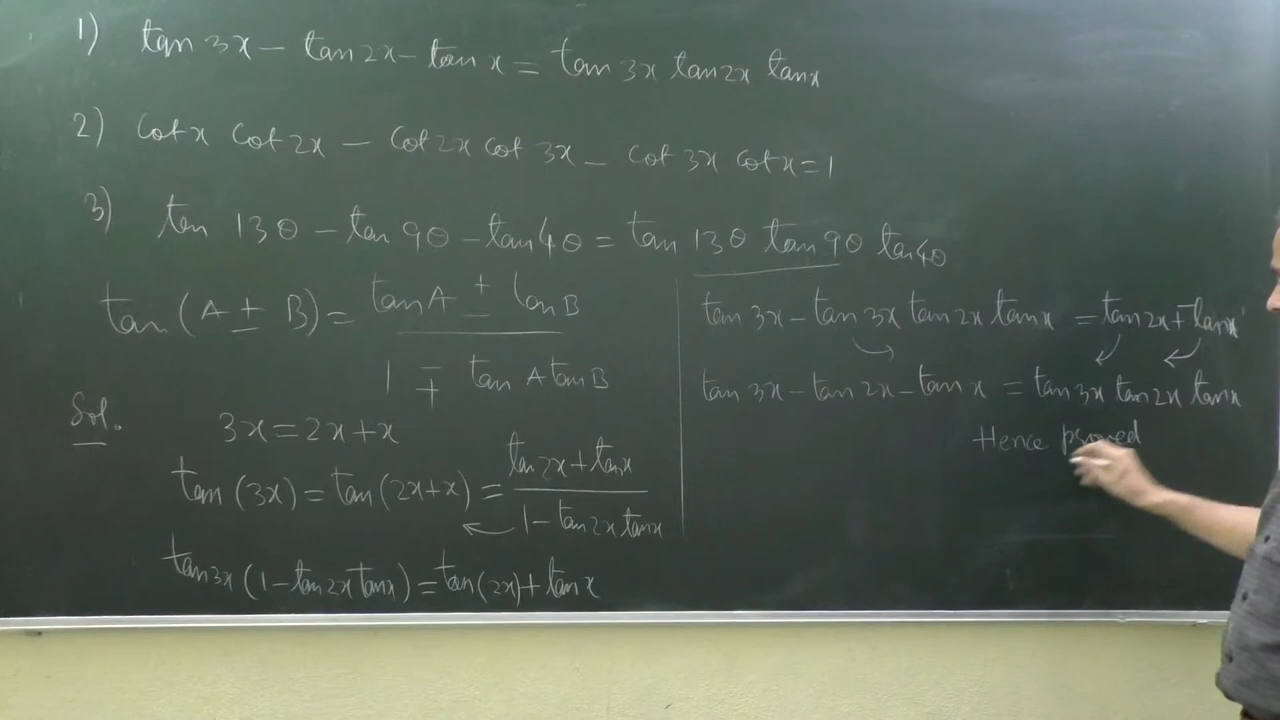 1) tan 3x - tan 2x - tan x = tan 3x tan 2x tan x
2) Cot x Cot 2x - Cot 2x cot 3x - cot 3x cot x = 1
3) tan 13θ - tan 9θ - tan 4θ = tan 13θ tan 9θ tan 4θ
tan (A ± B) = tan A ± tan B
1 ∓ tan A tan B
Sol.
3x = 2x + x
tan (3x) = tan (2x + x) = tan 2x + tan x
1 - tan 2x tan x
tan 3x (1 - tan 2x tan x) = tan (2x) + tan x
tan 3x - tan 3x tan 2x tan x = tan 2x + tan x
tan 3x - tan 2x - tan x = tan 3x tan 2x tan x
Hence proved